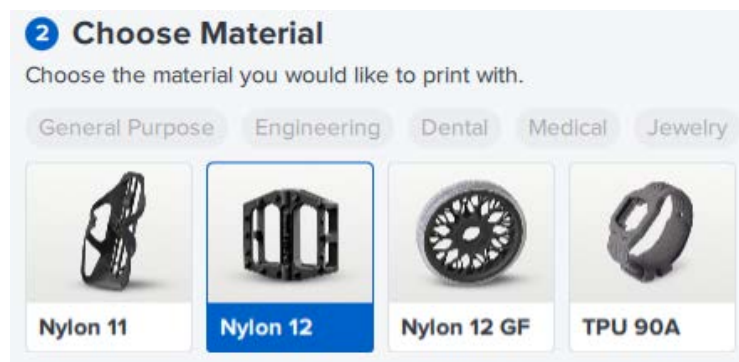 2 Choose Material
Choose the material you would like to print with.
General Purpose Engineering Dental Medical Jewelry
Nylon 11 Nylon 12 Nylon 12 GF TPU 90A